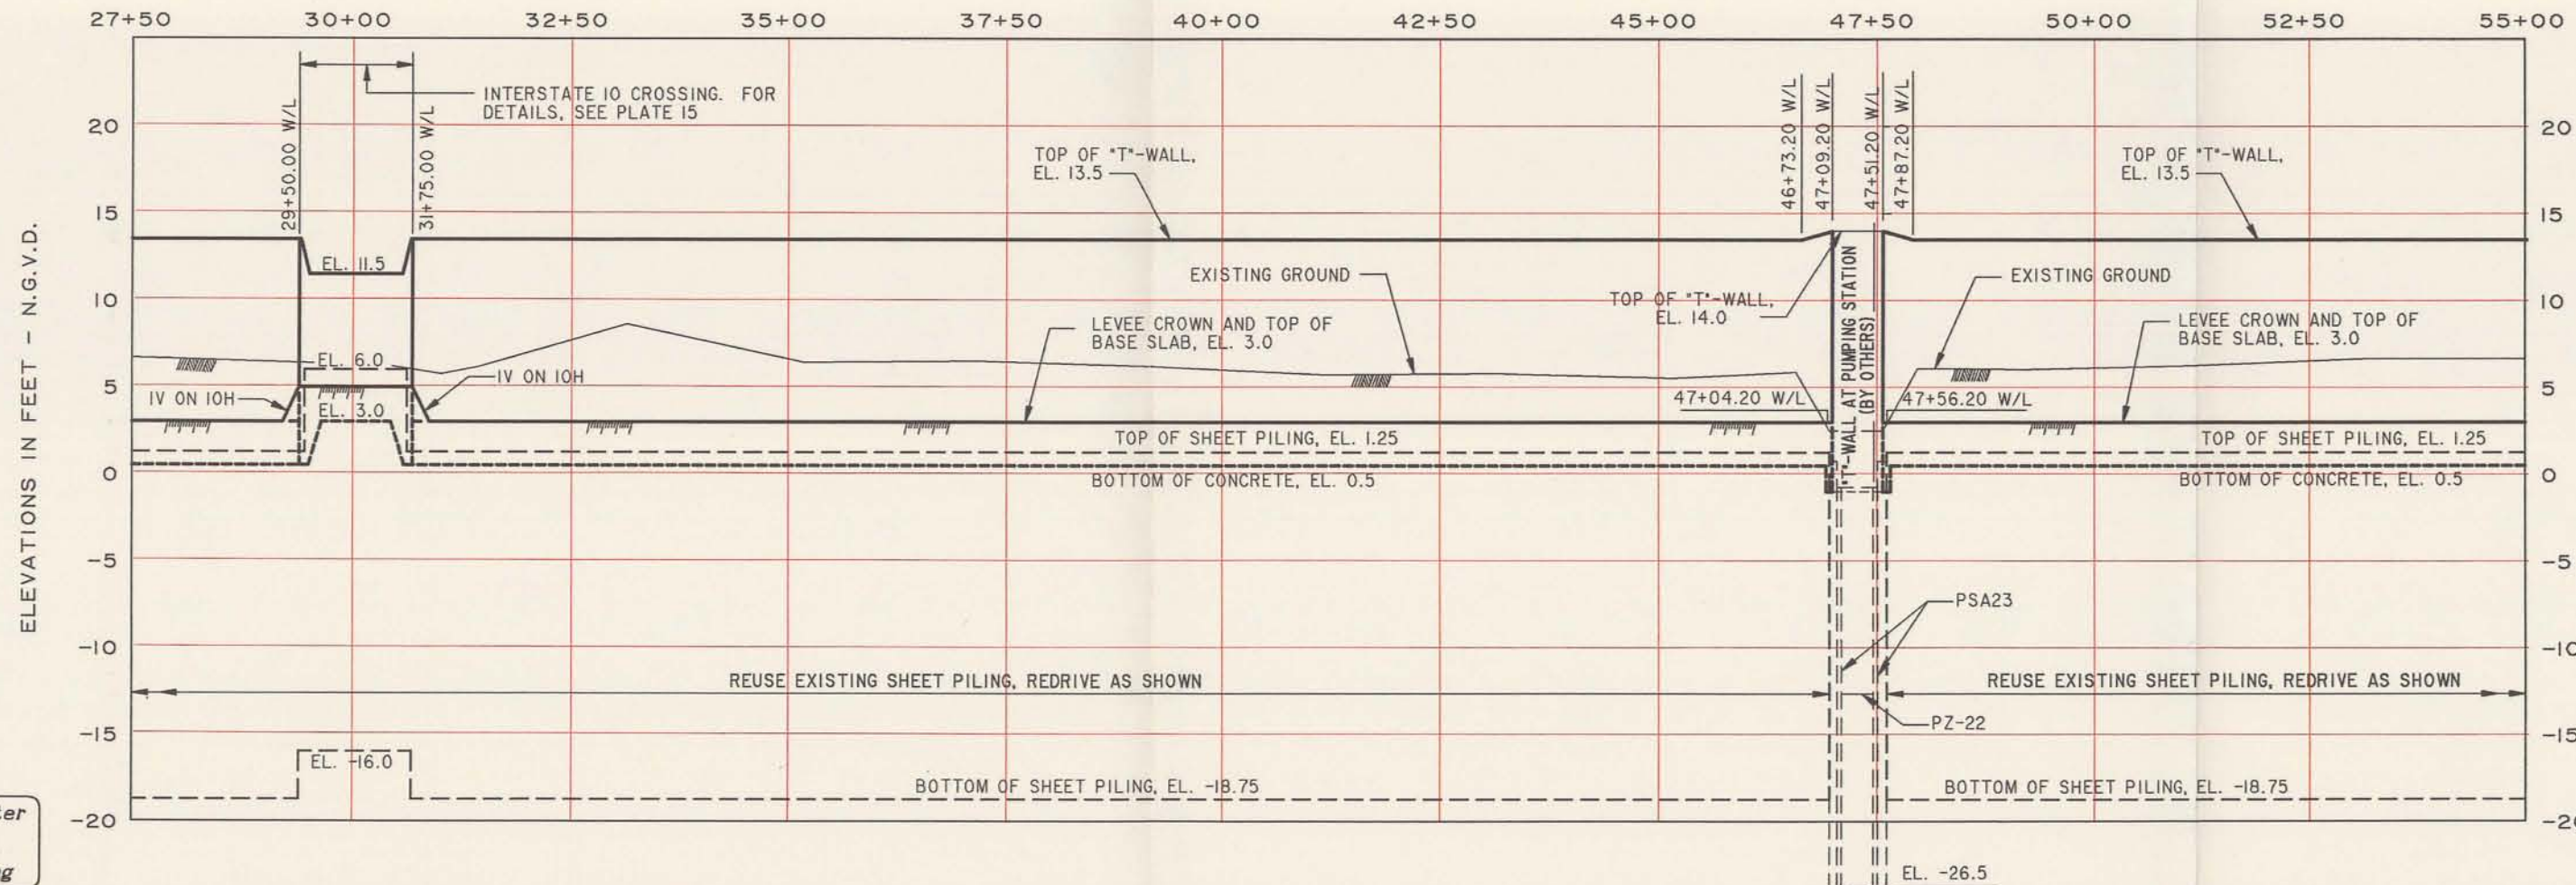 27+50 30+00 32+50 35+00 37+50 40+00 42+50 45+00 47+50 50+00 52+50 55+00
ELEVATIONS IN FEET - N.G.V.D.
20
15
10
5
0
-5
-10
-15
-20
29+50.00 W/L
31+75.00 W/L
INTERSTATE 10 CROSSING. FOR
DETAILS, SEE PLATE 15
EL. 11.5
EL. 6.0
EL. 3.0
1V ON 10H
1V ON 10H
TOP OF "T"-WALL,
EL. 13.5
EXISTING GROUND
LEVEE CROWN AND TOP OF
BASE SLAB, EL. 3.0
TOP OF SHEET PILING, EL. 1.25
BOTTOM OF CONCRETE, EL. 0.5
46+73.20 W/L
47+09.20 W/L
47+51.20 W/L
47+87.20 W/L
TOP OF "T"-WALL,
EL. 14.0
"T"-WALL AT PUMPING STATION
(BY OTHERS)
47+04.20 W/L
47+56.20 W/L
TOP OF "T"-WALL,
EL. 13.5
EXISTING GROUND
LEVEE CROWN AND TOP OF
BASE SLAB, EL. 3.0
TOP OF SHEET PILING, EL. 1.25
BOTTOM OF CONCRETE, EL. 0.5
PSA23
PZ-22
REUSE EXISTING SHEET PILING, REDRIVE AS SHOWN
REUSE EXISTING SHEET PILING, REDRIVE AS SHOWN
EL. -16.0
BOTTOM OF SHEET PILING, EL. -18.75
BOTTOM OF SHEET PILING, EL. -18.75
EL. -26.5
20
15
10
5
0
-5
-10
-15